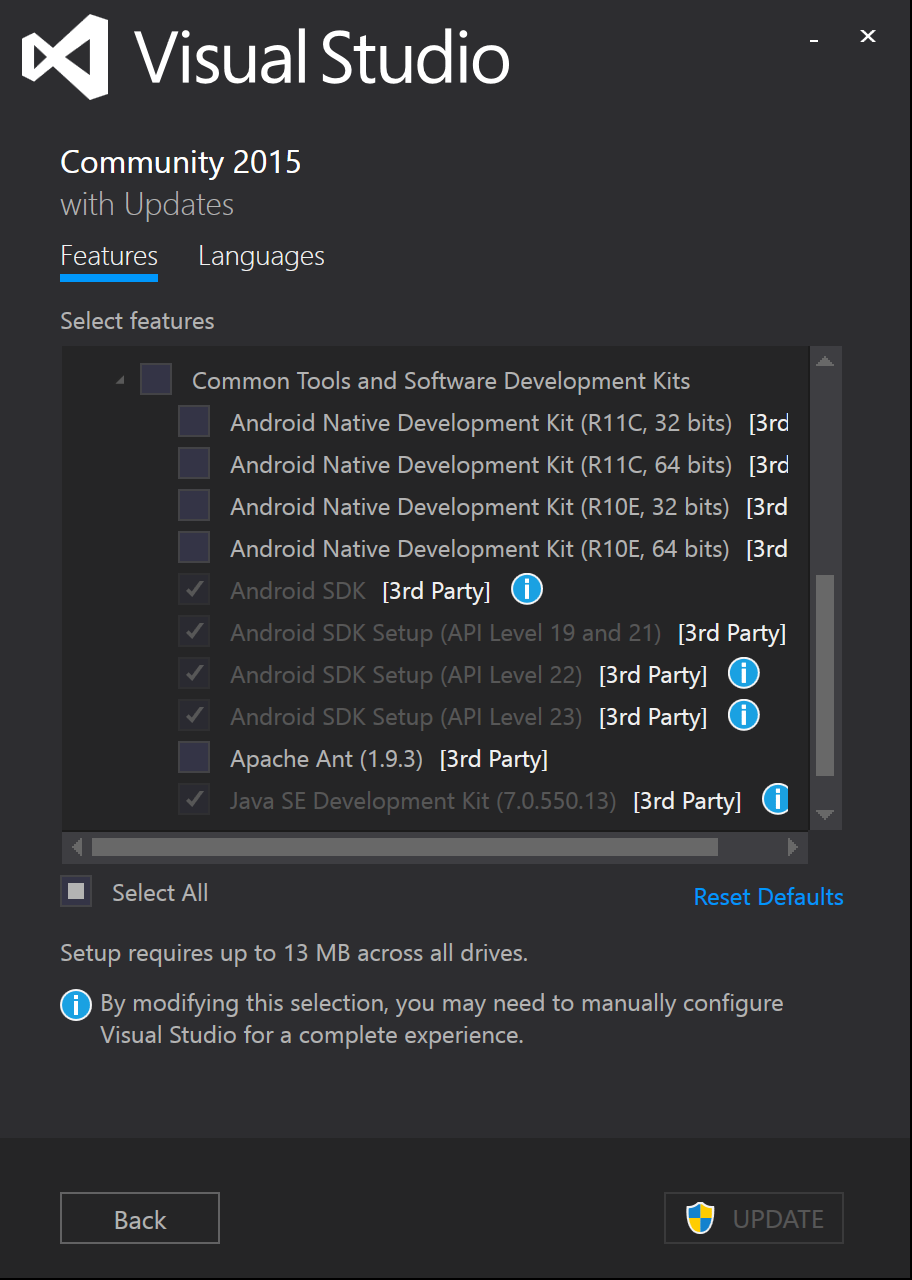 Visual Studio
Community 2015
with Updates
Features Languages
Select features
Common Tools and Software Development Kits
Android Native Development Kit (R11C, 32 bits) [3rd
Android Native Development Kit (R11C, 64 bits) [3rd
Android Native Development Kit (R10E, 32 bits) [3rd
Android Native Development Kit (R10E, 64 bits) [3rd
Android SDK [3rd Party]
Android SDK Setup (API Level 19 and 21) [3rd Party]
Android SDK Setup (API Level 22) [3rd Party]
Android SDK Setup (API Level 23) [3rd Party]
Apache Ant (1.9.3) [3rd Party]
Java SE Development Kit (7.0.550.13) [3rd Party]
Select All
Reset Defaults
Setup requires up to 13 MB across all drives.
By modifying this selection, you may need to manually configure
Visual Studio for a complete experience.
Back UPDATE